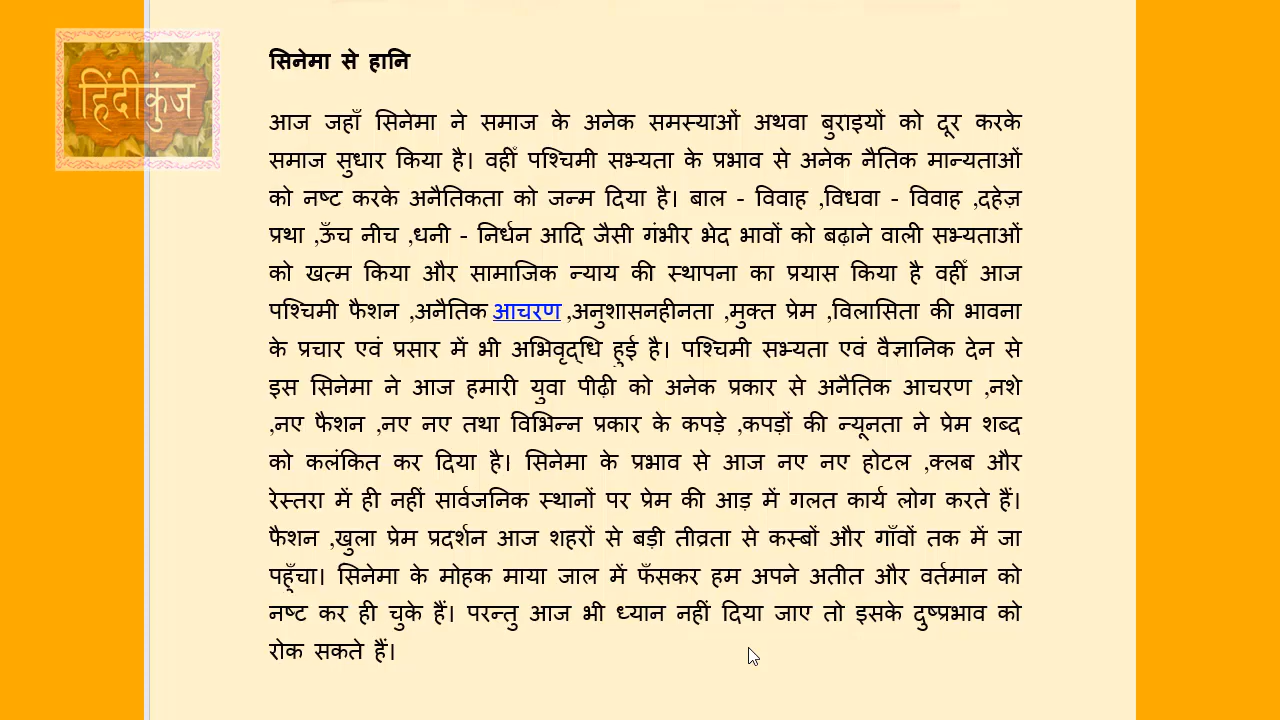 हिंदीकुंज
सिनेमा से हानि
आज जहाँ सिनेमा ने समाज के अनेक समस्याओं अथवा बुराइयों को दूर करके
समाज सुधार किया है। वहीँ पश्चिमी सभ्यता के प्रभाव से अनेक नैतिक मान्यताओं
को नष्ट करके अनैतिकता को जन्म दिया है। बाल - विवाह ,विधवा - विवाह ,दहेज़
प्रथा ,ऊँच नीच ,धनी - निर्धन आदि जैसी गंभीर भेद भावों को बढ़ाने वाली सभ्यताओं
को खत्म किया और सामाजिक न्याय की स्थापना का प्रयास किया है वहीँ आज
पश्चिमी फैशन ,अनैतिक आचरण ,अनुशासनहीनता ,मुक्त प्रेम ,विलासिता की भावना
के प्रचार एवं प्रसार में भी अभिवृद्धि हुई है। पश्चिमी सभ्यता एवं वैज्ञानिक देन से
इस सिनेमा ने आज हमारी युवा पीढ़ी को अनेक प्रकार से अनैतिक आचरण ,नशे
,नए फैशन ,नए नए तथा विभिन्न प्रकार के कपड़े ,कपड़ों की न्यूनता ने प्रेम शब्द
को कलंकित कर दिया है। सिनेमा के प्रभाव से आज नए नए होटल ,क्लब और
रेस्तरा में ही नहीं सार्वजनिक स्थानों पर प्रेम की आड़ में गलत कार्य लोग करते हैं।
फैशन ,खुला प्रेम प्रदर्शन आज शहरों से बड़ी तीव्रता से कस्बों और गाँवों तक में जा
पहुँचा। सिनेमा के मोहक माया जाल में फँसकर हम अपने अतीत और वर्तमान को
नष्ट कर ही चुके हैं। परन्तु आज भी ध्यान नहीं दिया जाए तो इसके दुष्प्रभाव को
रोक सकते हैं।